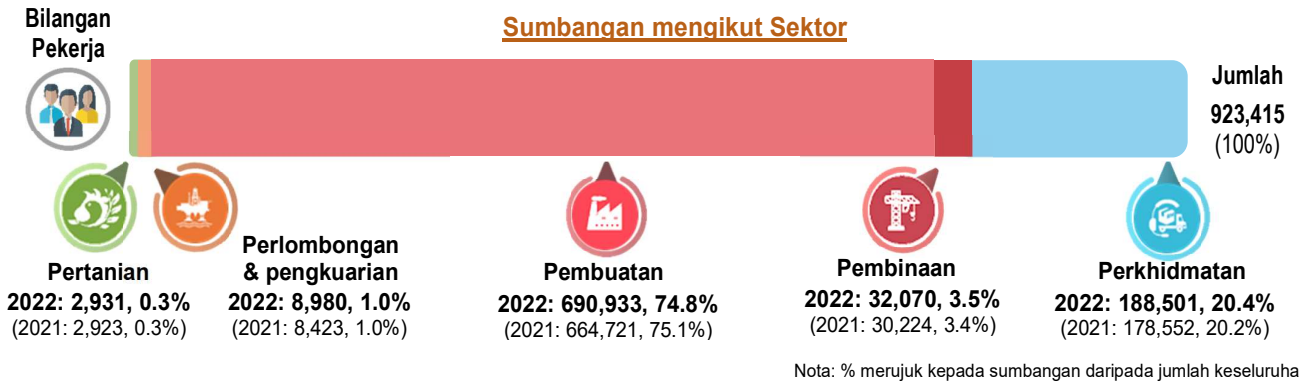 Bilangan
Pekerja
Sumbangan mengikut Sektor
Jumlah
923,415
(100%)
Pertanian
2022: 2,931, 0.3%
(2021: 2,923, 0.3%)
Perlombongan
& pengkuarian
2022: 8,980, 1.0%
(2021: 8,423, 1.0%)
Pembuatan
2022: 690,933, 74.8%
(2021: 664,721, 75.1%)
Pembinaan
2022: 32,070, 3.5%
(2021: 30,224, 3.4%)
Perkhidmatan
2022: 188,501, 20.4%
(2021: 178,552, 20.2%)
Nota: % merujuk kepada sumbangan daripada jumlah keseluruha